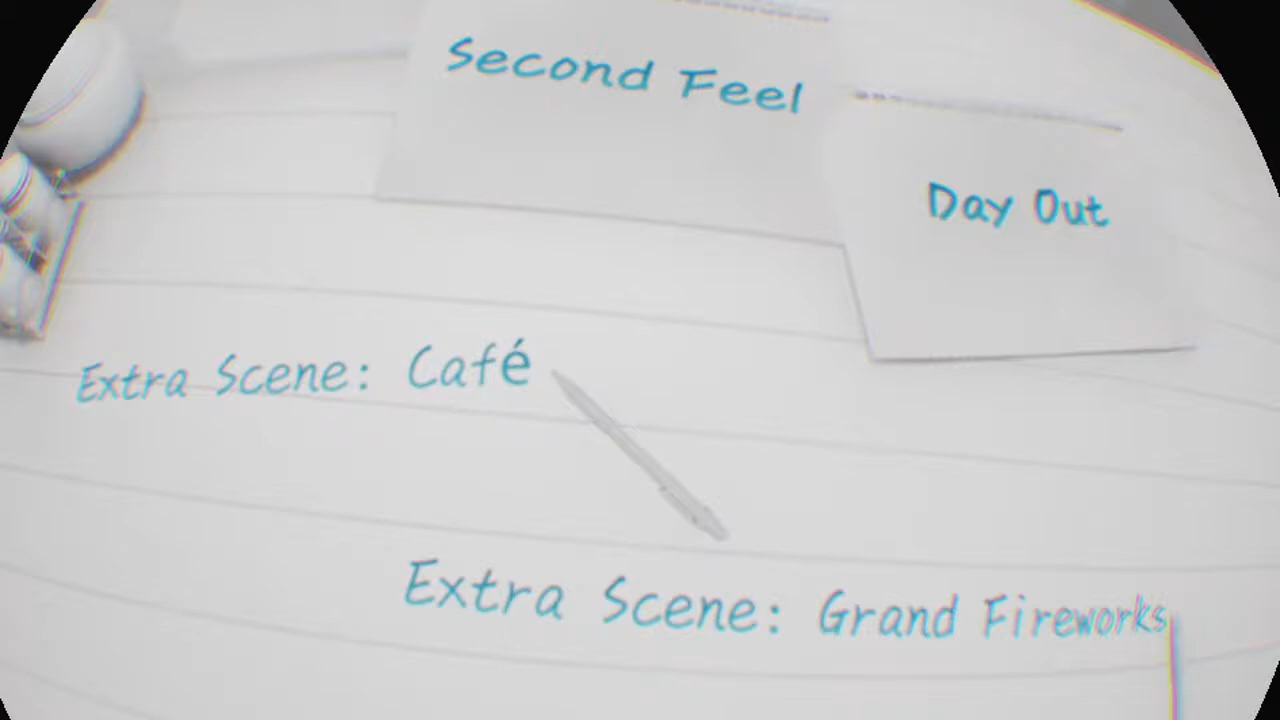 Second Feel
Day Out
Extra Scene: Café
Extra Scene: Grand Fireworks